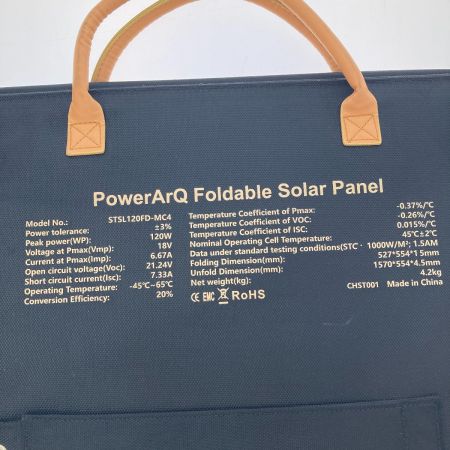 PowerArQ Foldable Solar Panel
Model No.: STSL120FD-MC4
Power tolerance: ±3%
Peak power(WP): 120W
Voltage at Pmax(Vmp): 18V
Current at Pmax(Imp): 6.67A
Open circuit voltage(Voc): 21.24V
Short circuit current(Isc): 7.33A
Operating Temperature: -45℃~65℃
Conversion Efficiency: 20%
Temperature Coefficient of Pmax: -0.37%/℃
Temperature Coefficient of VOC: -0.26%/℃
Temperature Coefficient of ISC: 0.015%/℃
Nominal Operating Cell Temperature: 45℃±2℃
Data under standard testing conditions(STC · 1000W/M²; 1.5AM
Folding Dimension(mm): 527*554*15mm
Unfold Dimension(mm): 1570*554*4.5mm
Net weight(kg): 4.2kg
CE EMC RoHS CHST001 Made in China